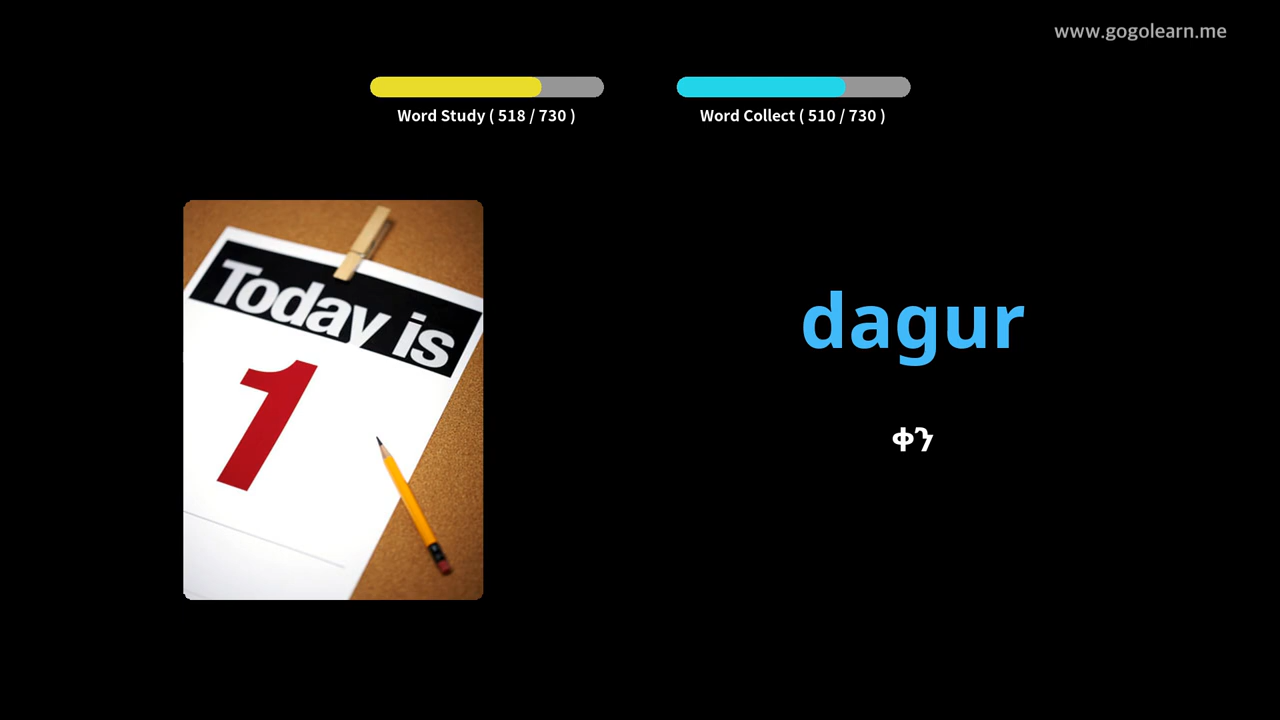 www.gogolearn.me
Word Study ( 518 / 730 )
Word Collect ( 510 / 730 )
Today is
1
dagur
ቀን